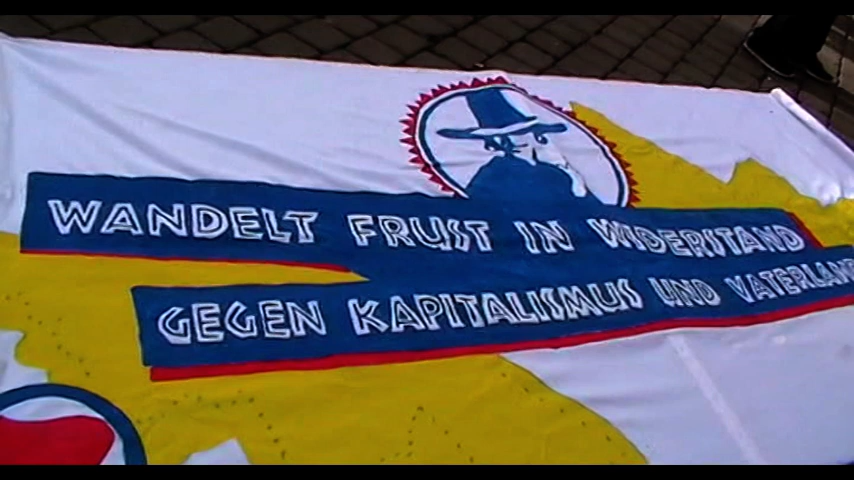 WANDELT FRUST IN WIDERSTAND
GEGEN KAPITALISMUS UND VATERLAND